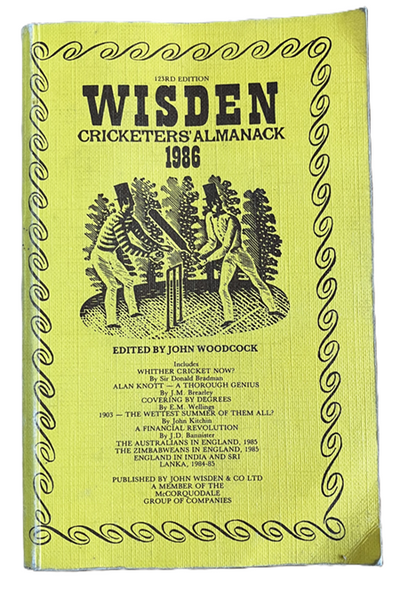 123RD EDITION
WISDEN
CRICKETERS' ALMANACK
1986
EDITED BY JOHN WOODCOCK
Includes
WHITHER CRICKET NOW?
By Sir Donald Bradman
ALAN KNOTT — A THOROUGH GENIUS
By J.M. Brearley
COVERING BY DEGREES
By E.M. Wellings
1903 — THE WETTEST SUMMER OF THEM ALL?
By John Kitchin
A FINANCIAL REVOLUTION
By J.D. Bannister
THE AUSTRALIANS IN ENGLAND, 1985
THE ZIMBABWEANS IN ENGLAND, 1985
ENGLAND IN INDIA AND SRI
LANKA, 1984-85
PUBLISHED BY JOHN WISDEN & CO LTD
A MEMBER OF THE
McCORQUODALE
GROUP OF COMPANIES